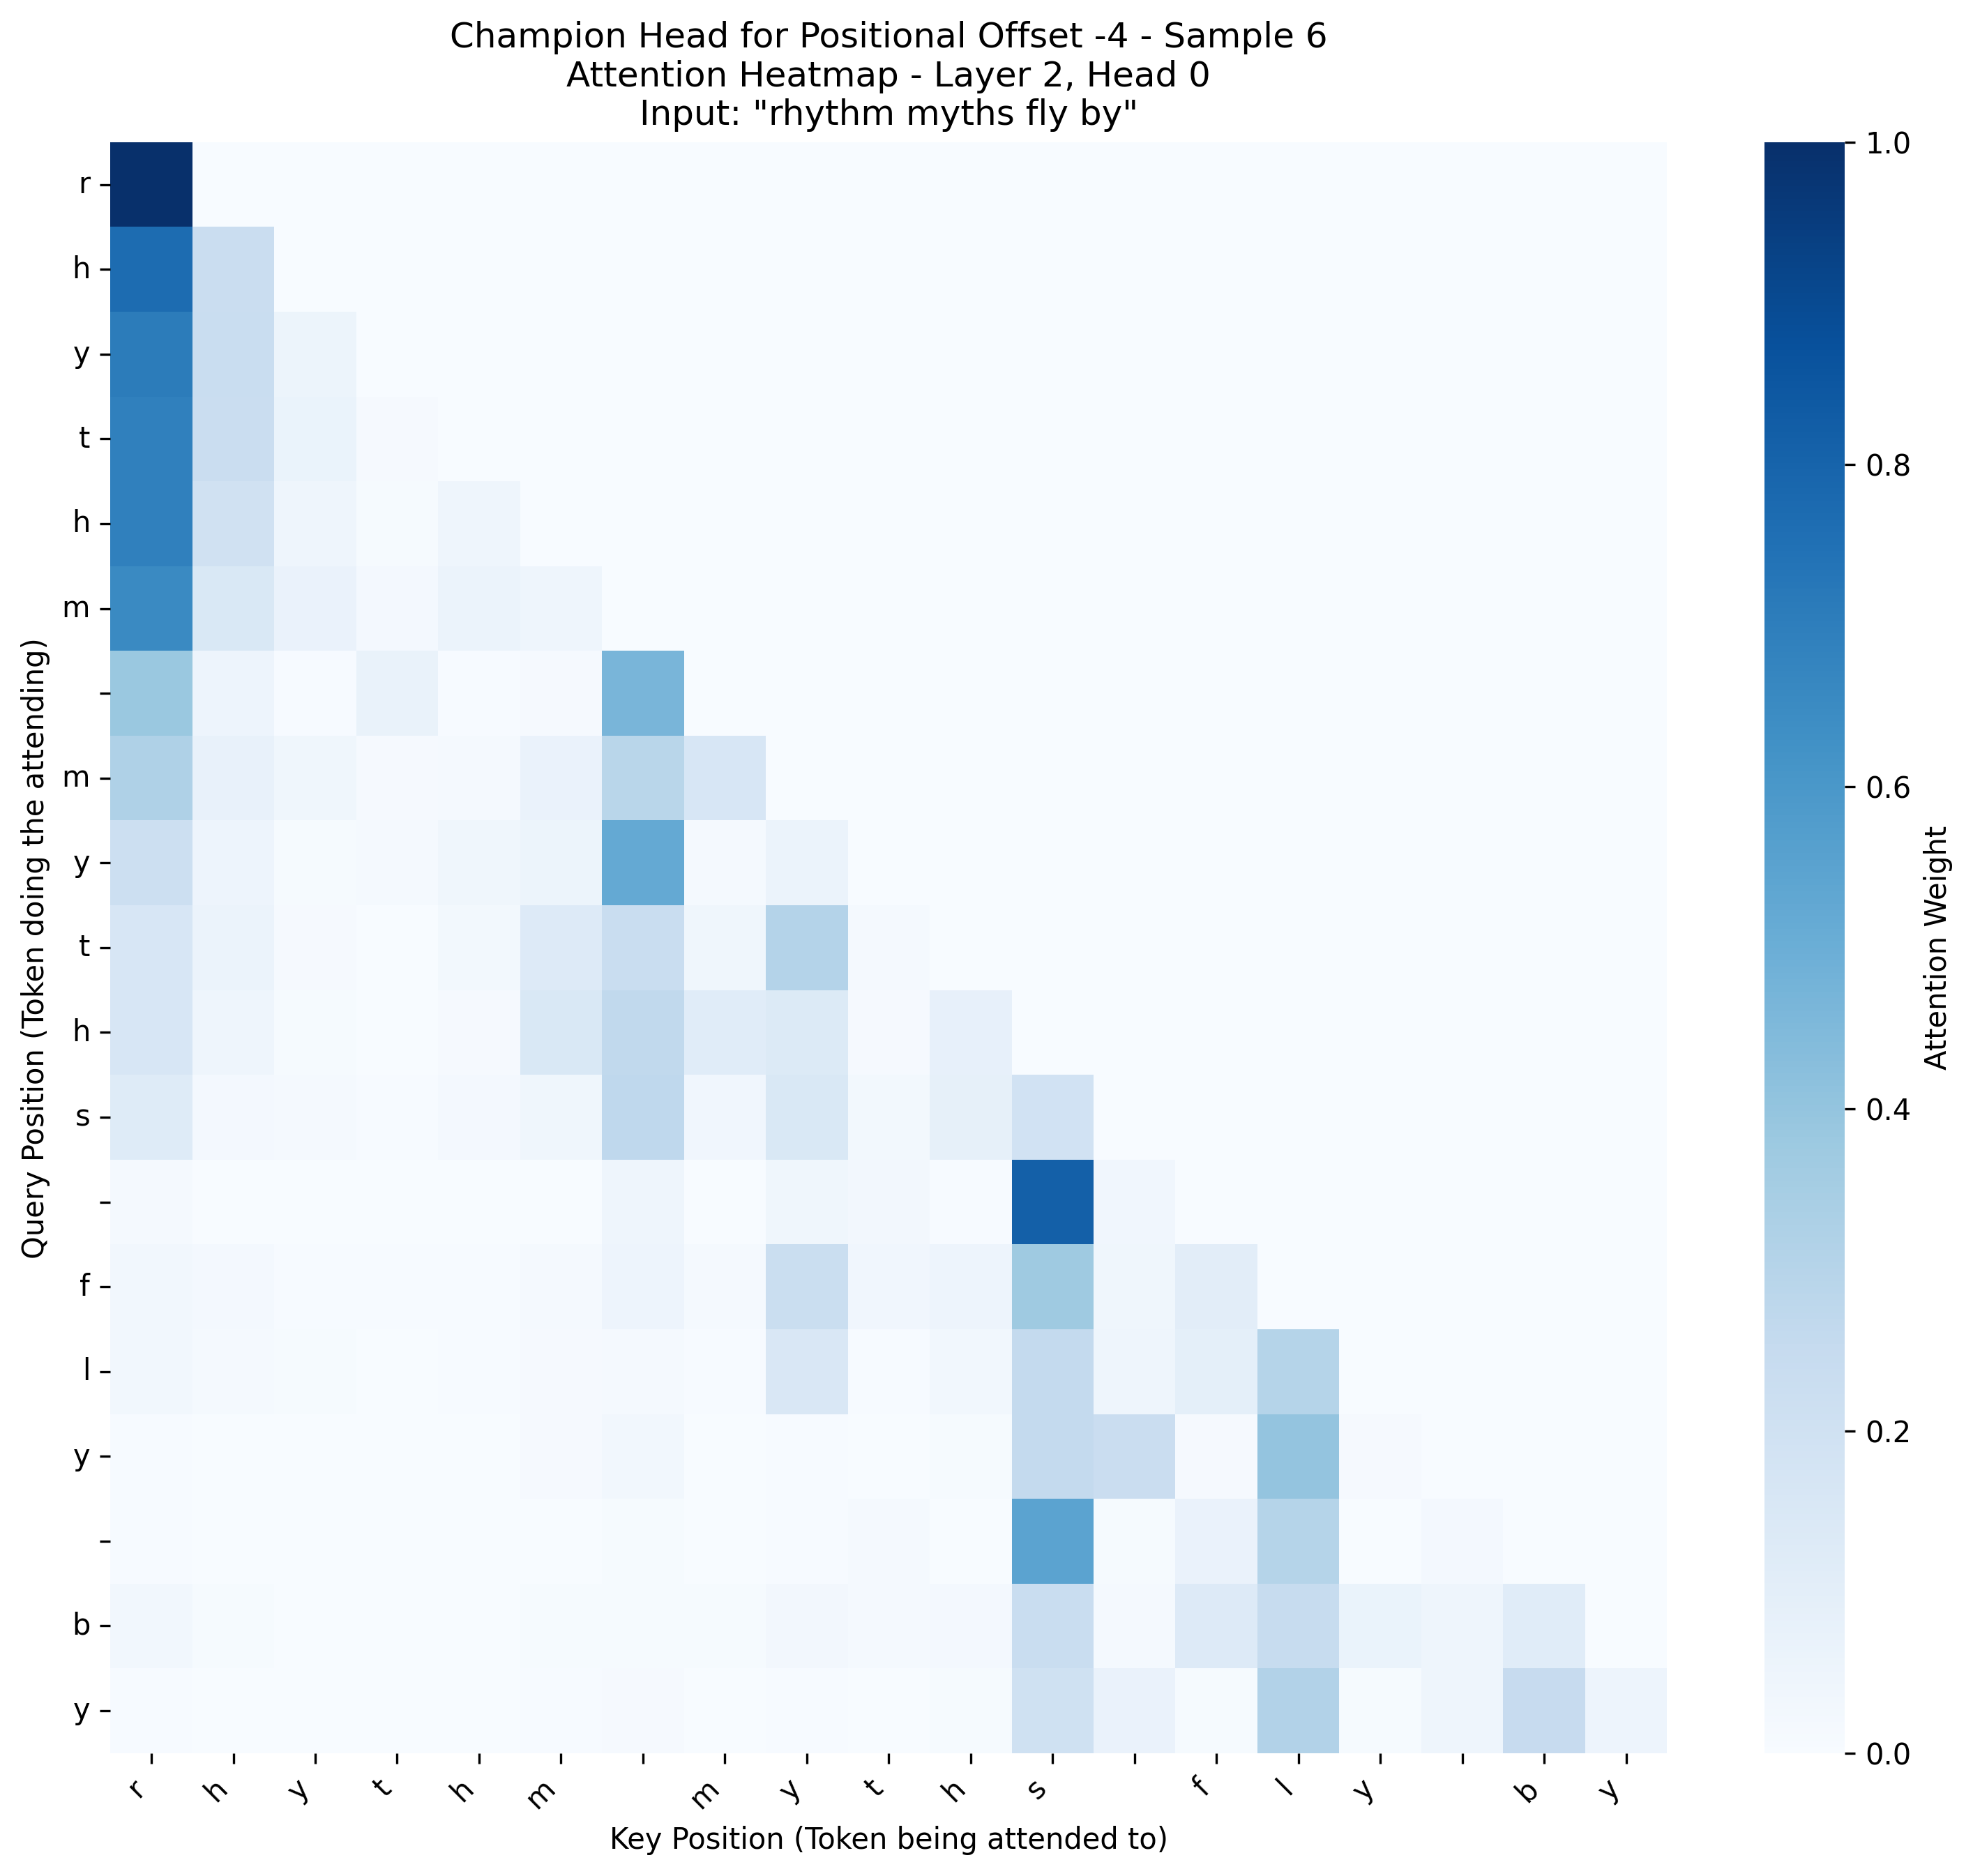 Champion Head for Positional Offset -4 - Sample 6
Attention Heatmap - Layer 2, Head 0
Input: "rhythm myths fly by"
Query Position (Token doing the attending)
r
h
y
t
h
m
m
y
t
h
s
f
l
y
b
y
r h y t h m m y t h s f l y b y
Key Position (Token being attended to)
1.0
0.8
0.6
0.4
0.2
0.0
Attention Weight